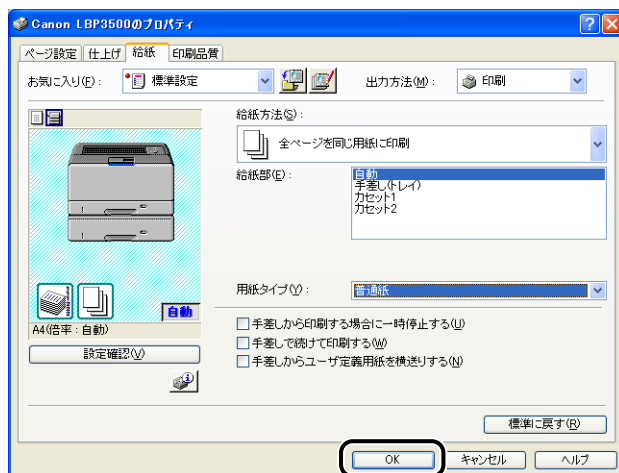 Canon LBP3500のプロパティ
ページ設定 仕上げ 給紙 印刷品質
お気に入り(F): 標準設定 出力方法(M): 印刷
給紙方法(S):
全ページを同じ用紙に印刷
給紙部(E):
自動
手差し(トレイ)
カセット1
カセット2
用紙タイプ(Y): 普通紙
自動
A4(倍率:自動)
設定確認(V)
手差しから印刷する場合に一時停止する(U)
手差しで続けて印刷する(W)
手差しからユーザ定義用紙を横送りする(N)
標準に戻す(R)
OK キャンセル ヘルプ